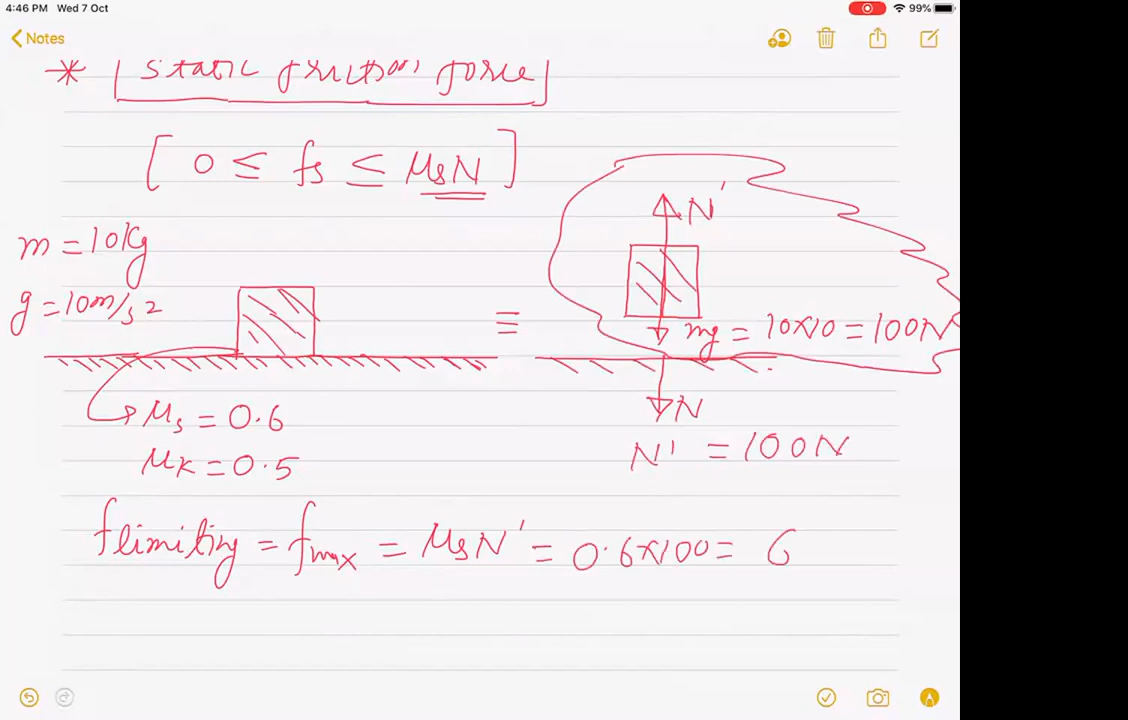 4:46 PM Wed 7 Oct
99%
Notes
* Static friction force
[ 0 ≤ fs ≤ μsN ]
m = 10Kg
g = 10m/s2
N'
≡
mg = 10×10 = 100N
N
μs = 0.6
μK = 0.5
N' = 100N
flimiting = fmax = μsN' = 0.6×100 = 6